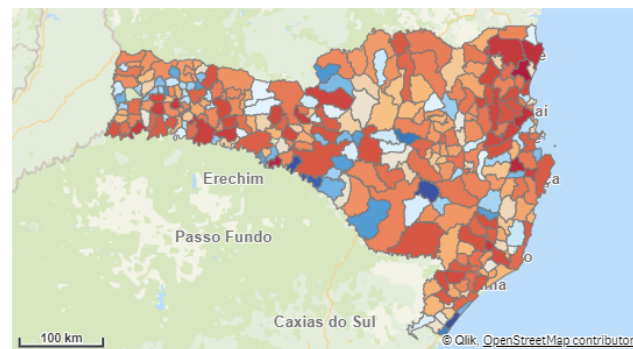 Erechim
Passo Fundo
Caxias do Sul
100 km
© Qlik, OpenStreetMap contributor